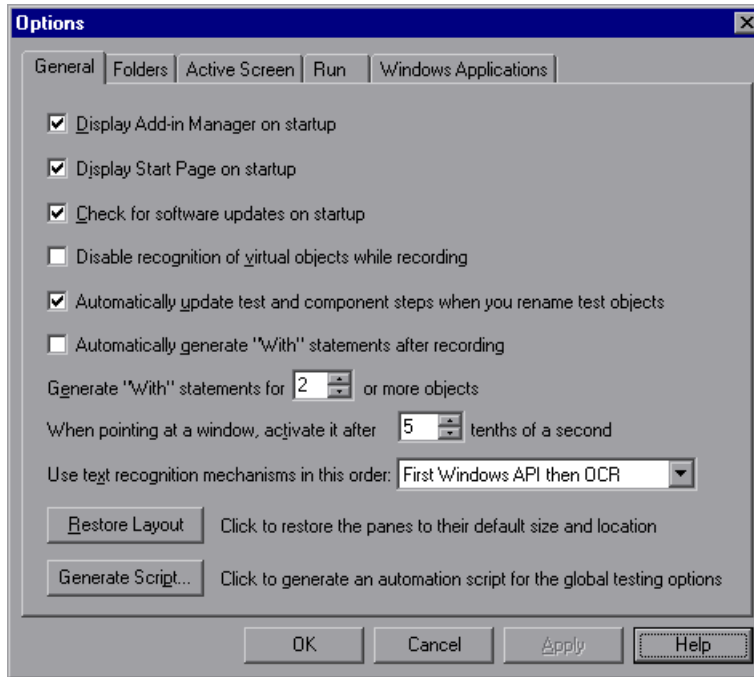 Options
General Folders Active Screen Run Windows Applications
Display Add-in Manager on startup
Display Start Page on startup
Check for software updates on startup
Disable recognition of virtual objects while recording
Automatically update test and component steps when you rename test objects
Automatically generate "With" statements after recording
Generate "With" statements for 2 or more objects
When pointing at a window, activate it after 5 tenths of a second
Use text recognition mechanisms in this order: First Windows API then OCR
Restore Layout Click to restore the panes to their default size and location
Generate Script... Click to generate an automation script for the global testing options
OK Cancel Apply Help